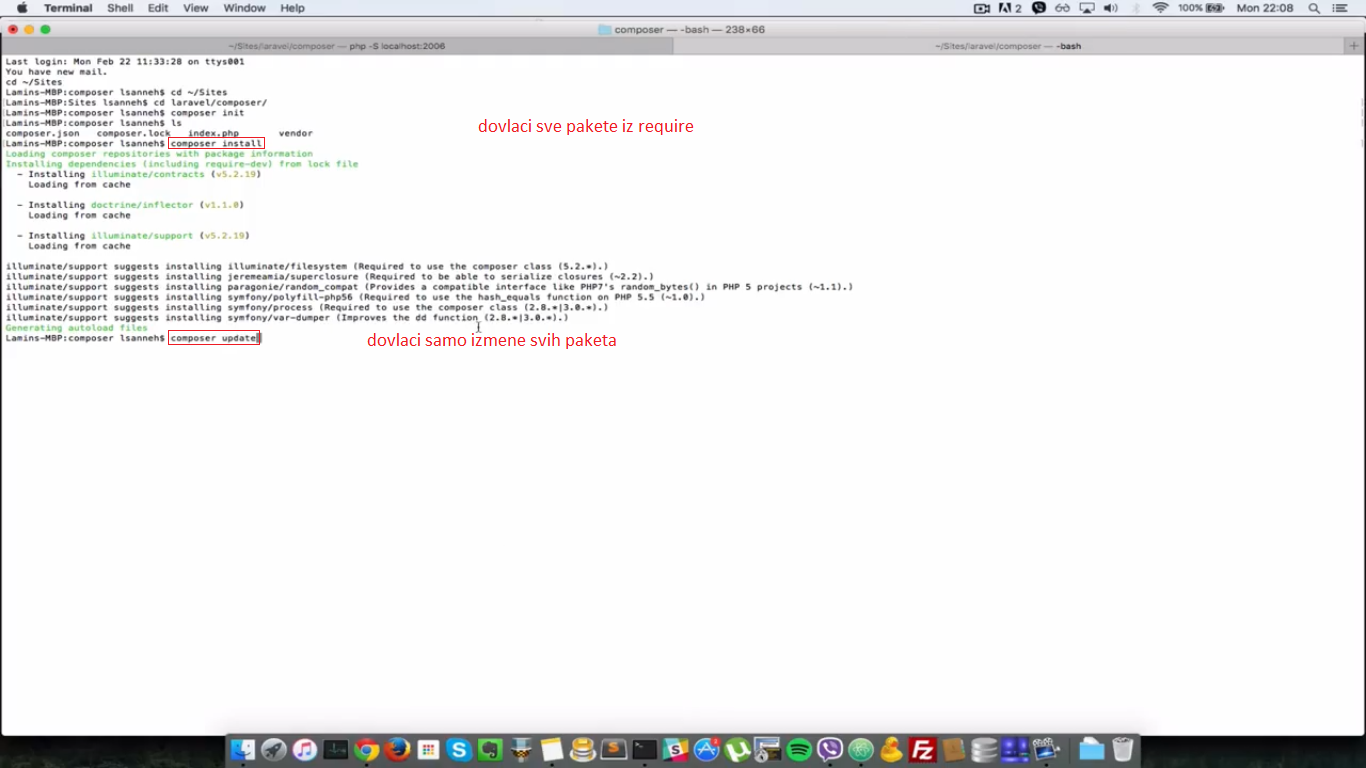 Terminal Shell Edit View Window Help
2 100% Mon 22:08
composer — -bash — 238×66
~/Sites/laravel/composer — php -S localhost:2006
~/Sites/laravel/composer — -bash
Last login: Mon Feb 22 11:33:28 on ttys001
You have new mail.
cd ~/Sites
Lamins-MBP:composer lsanneh$ cd ~/Sites
Lamins-MBP:Sites lsanneh$ cd laravel/composer/
Lamins-MBP:composer lsanneh$ composer init
Lamins-MBP:composer lsanneh$ ls
composer.json composer.lock index.php vendor
dovlaci sve pakete iz require
Lamins-MBP:composer lsanneh$ composer install
Loading composer repositories with package information
Installing dependencies (including require-dev) from lock file
- Installing illuminate/contracts (v5.2.19)
Loading from cache
- Installing doctrine/inflector (v1.1.0)
Loading from cache
- Installing illuminate/support (v5.2.19)
Loading from cache
illuminate/support suggests installing illuminate/filesystem (Required to use the composer class (5.2.*).)
illuminate/support suggests installing jeremeamia/superclosure (Required to be able to serialize closures (~2.2).)
illuminate/support suggests installing paragonie/random_compat (Provides a compatible interface like PHP7's random_bytes() in PHP 5 projects (~1.1).)
illuminate/support suggests installing symfony/polyfill-php56 (Required to use the hash_equals function on PHP 5.5 (~1.0).)
illuminate/support suggests installing symfony/process (Required to use the composer class (2.8.*|3.0.*).)
illuminate/support suggests installing symfony/var-dumper (Improves the dd function (2.8.*|3.0.*).)
Generating autoload files
Lamins-MBP:composer lsanneh$ composer update
dovlaci samo izmene svih paketa